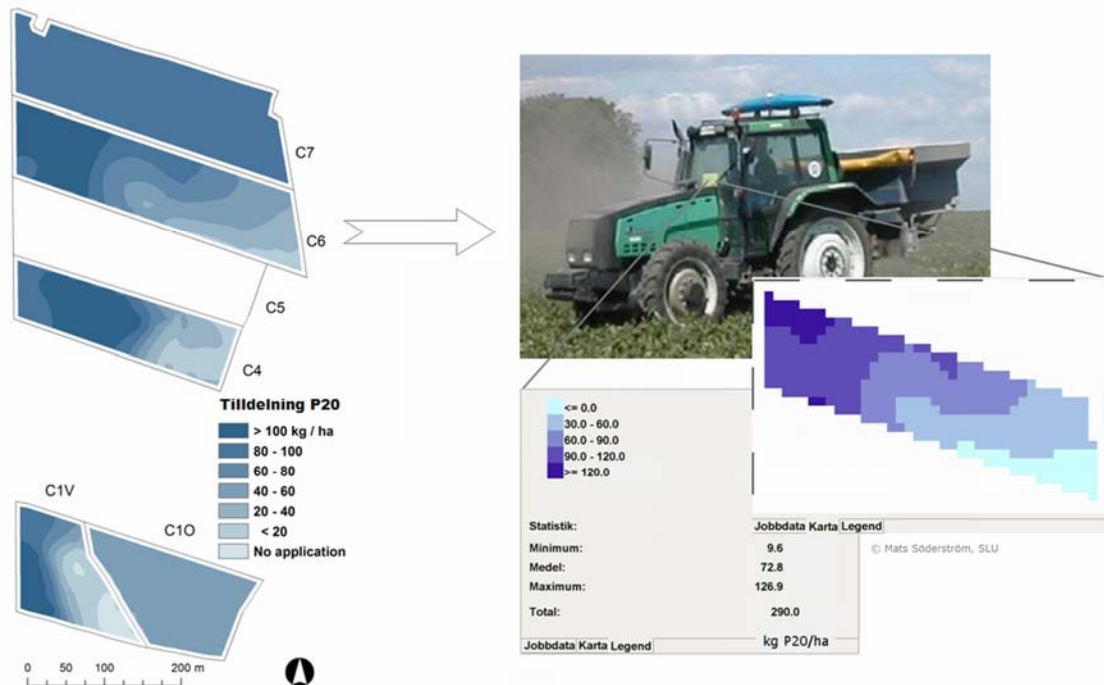 C7
C6
C5
C4
Tilldelning P20
> 100 kg / ha
80 - 100
60 - 80
40 - 60
20 - 40
< 20
No application
C1V
C1O
0 50 100 200 m
<= 0.0
30.0 - 60.0
60.0 - 90.0
90.0 - 120.0
>= 120.0
Statistik:
Minimum: 9.6
Medel: 72.8
Maximum: 126.9
Total: 290.0
kg P20/ha
Jobbdata Karta Legend
Jobbdata Karta Legend
© Mats Söderström, SLU